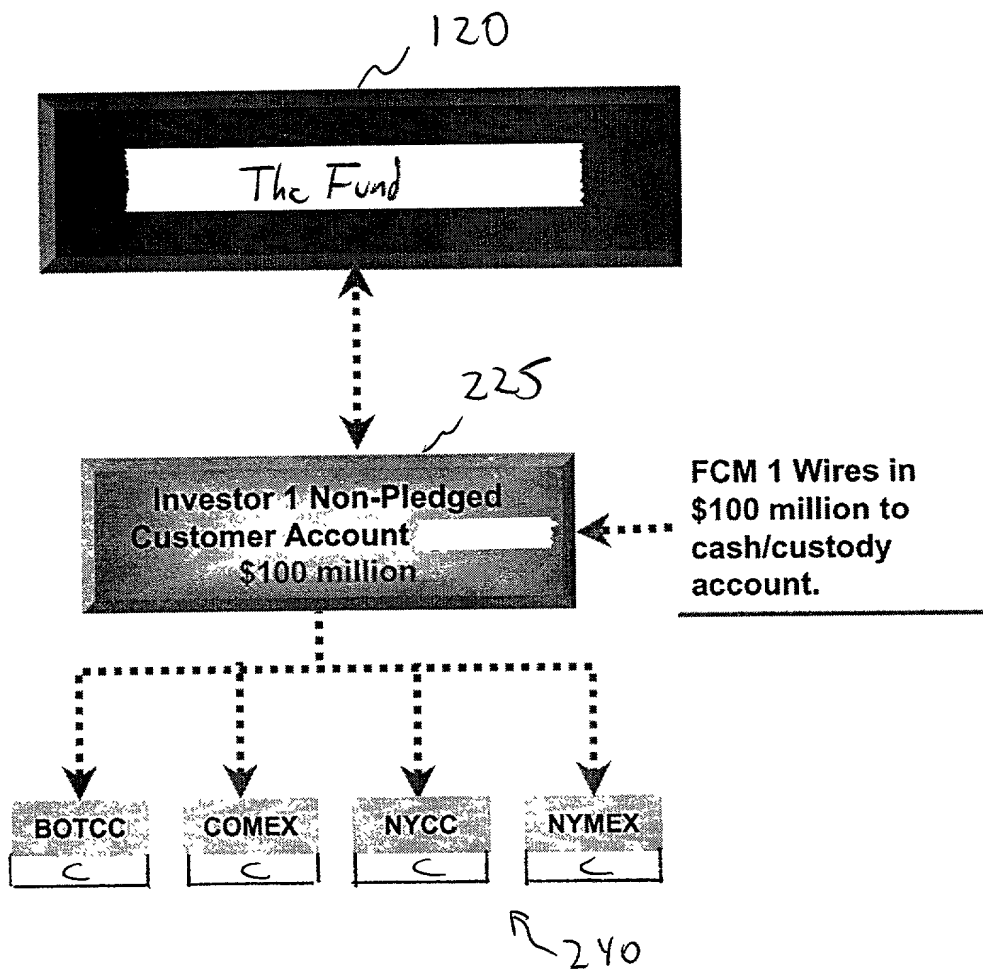 120
The Fund
225
Investor 1 Non-Pledged
Customer Account
$100 million
FCM 1 Wires in
$100 million to
cash/custody
account.
BOTCC
COMEX
NYCC
NYMEX
C
C
C
C
240